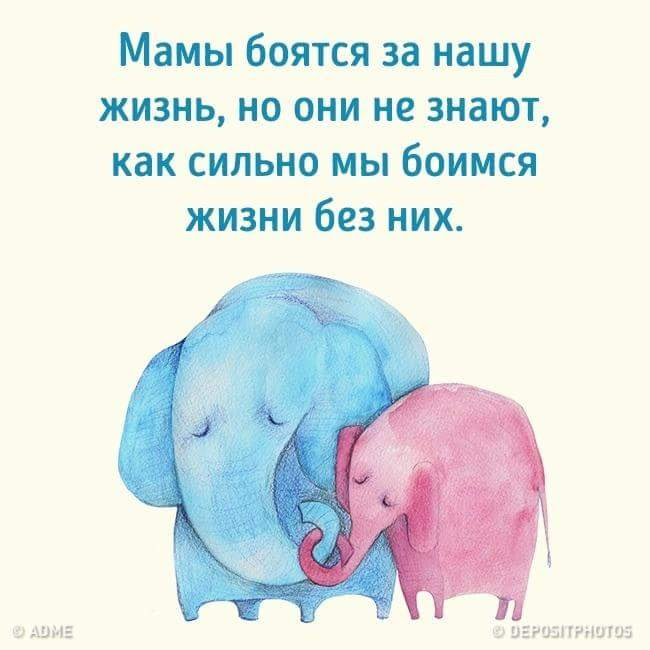 Мамы боятся за нашу
жизнь, но они не знают,
как сильно мы боимся
жизни без них.
© ADME
© DEPOSITPHOTOS